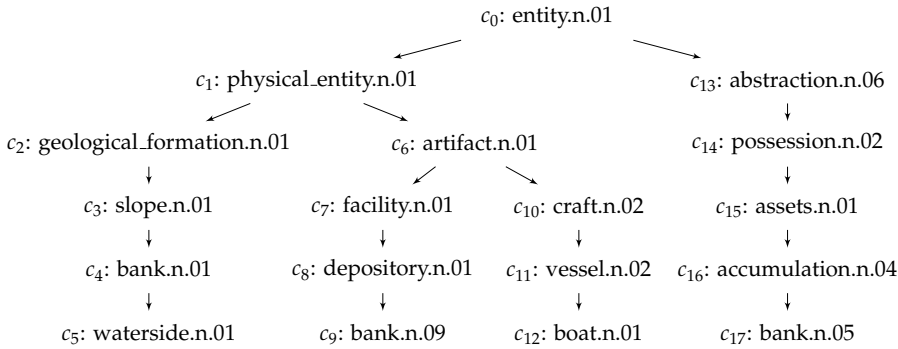 c₀: entity.n.01
c₁: physical_entity.n.01 c₁₃: abstraction.n.06
c₂: geological_formation.n.01 c₆: artifact.n.01 c₁₄: possession.n.02
c₃: slope.n.01 c₇: facility.n.01 c₁₀: craft.n.02 c₁₅: assets.n.01
c₄: bank.n.01 c₈: depository.n.01 c₁₁: vessel.n.02 c₁₆: accumulation.n.04
c₅: waterside.n.01 c₉: bank.n.09 c₁₂: boat.n.01 c₁₇: bank.n.05